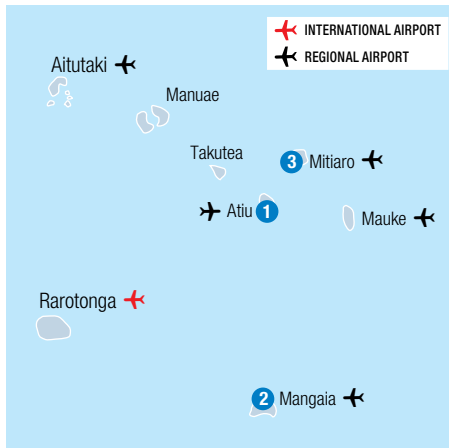 INTERNATIONAL AIRPORT
REGIONAL AIRPORT
Aitutaki
Manuae
Takutea
3 Mitiaro
Atiu 1
Mauke
Rarotonga
2 Mangaia